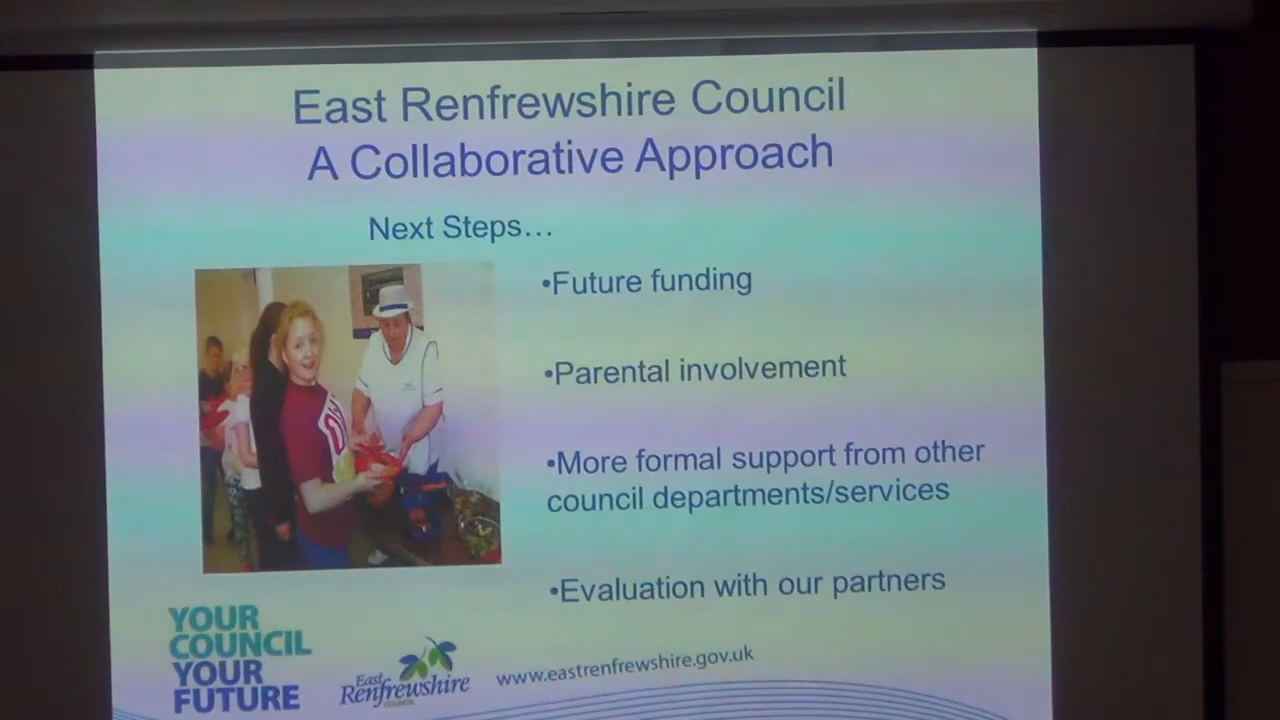 East Renfrewshire Council
A Collaborative Approach
Next Steps…
•Future funding
•Parental involvement
•More formal support from other
council departments/services
•Evaluation with our partners
YOUR
COUNCIL
YOUR
FUTURE
East
Renfrewshire
COUNCIL
www.eastrenfrewshire.gov.uk